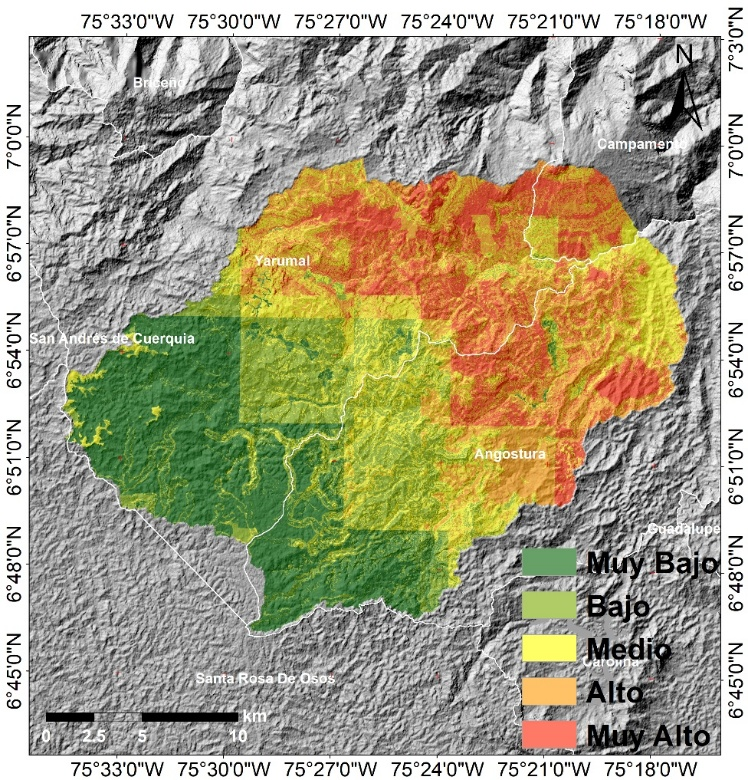 75°33'0"W 75°30'0"W 75°27'0"W 75°24'0"W 75°21'0"W 75°18'0"W
7°3'0"N
N
Briceño
7°0'0"N
Campamento
7°0'0"N
6°57'0"N
Yarumal
6°57'0"N
San Andrés de Cuerquia
6°54'0"N
6°54'0"N
6°51'0"N
Angostura
6°51'0"N
Guadalupe
6°48'0"N
Muy Bajo
6°48'0"N
Bajo
Medio
Carolina
6°45'0"N
Santa Rosa De Osos
6°45'0"N
Alto
km
Muy Alto
0 2.5 5 10
75°33'0"W 75°30'0"W 75°27'0"W 75°24'0"W 75°21'0"W 75°18'0"W